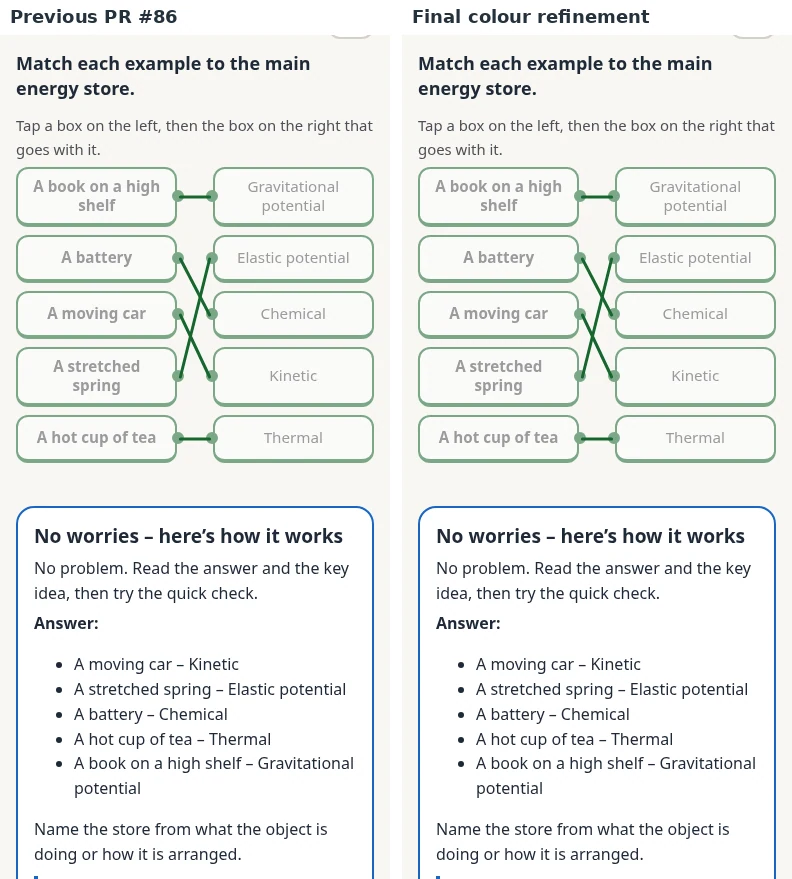 Previous PR #86
Match each example to the main
energy store.
Tap a box on the left, then the box on the right that
goes with it.
A book on a high
shelf
Gravitational
potential
A battery
Elastic potential
A moving car
Chemical
A stretched
spring
Kinetic
A hot cup of tea
Thermal
No worries – here’s how it works
No problem. Read the answer and the key
idea, then try the quick check.
Answer:
• A moving car – Kinetic
• A stretched spring – Elastic potential
• A battery – Chemical
• A hot cup of tea – Thermal
• A book on a high shelf – Gravitational
potential
Name the store from what the object is
doing or how it is arranged.
Final colour refinement
Match each example to the main
energy store.
Tap a box on the left, then the box on the right that
goes with it.
A book on a high
shelf
Gravitational
potential
A battery
Elastic potential
A moving car
Chemical
A stretched
spring
Kinetic
A hot cup of tea
Thermal
No worries – here’s how it works
No problem. Read the answer and the key
idea, then try the quick check.
Answer:
• A moving car – Kinetic
• A stretched spring – Elastic potential
• A battery – Chemical
• A hot cup of tea – Thermal
• A book on a high shelf – Gravitational
potential
Name the store from what the object is
doing or how it is arranged.